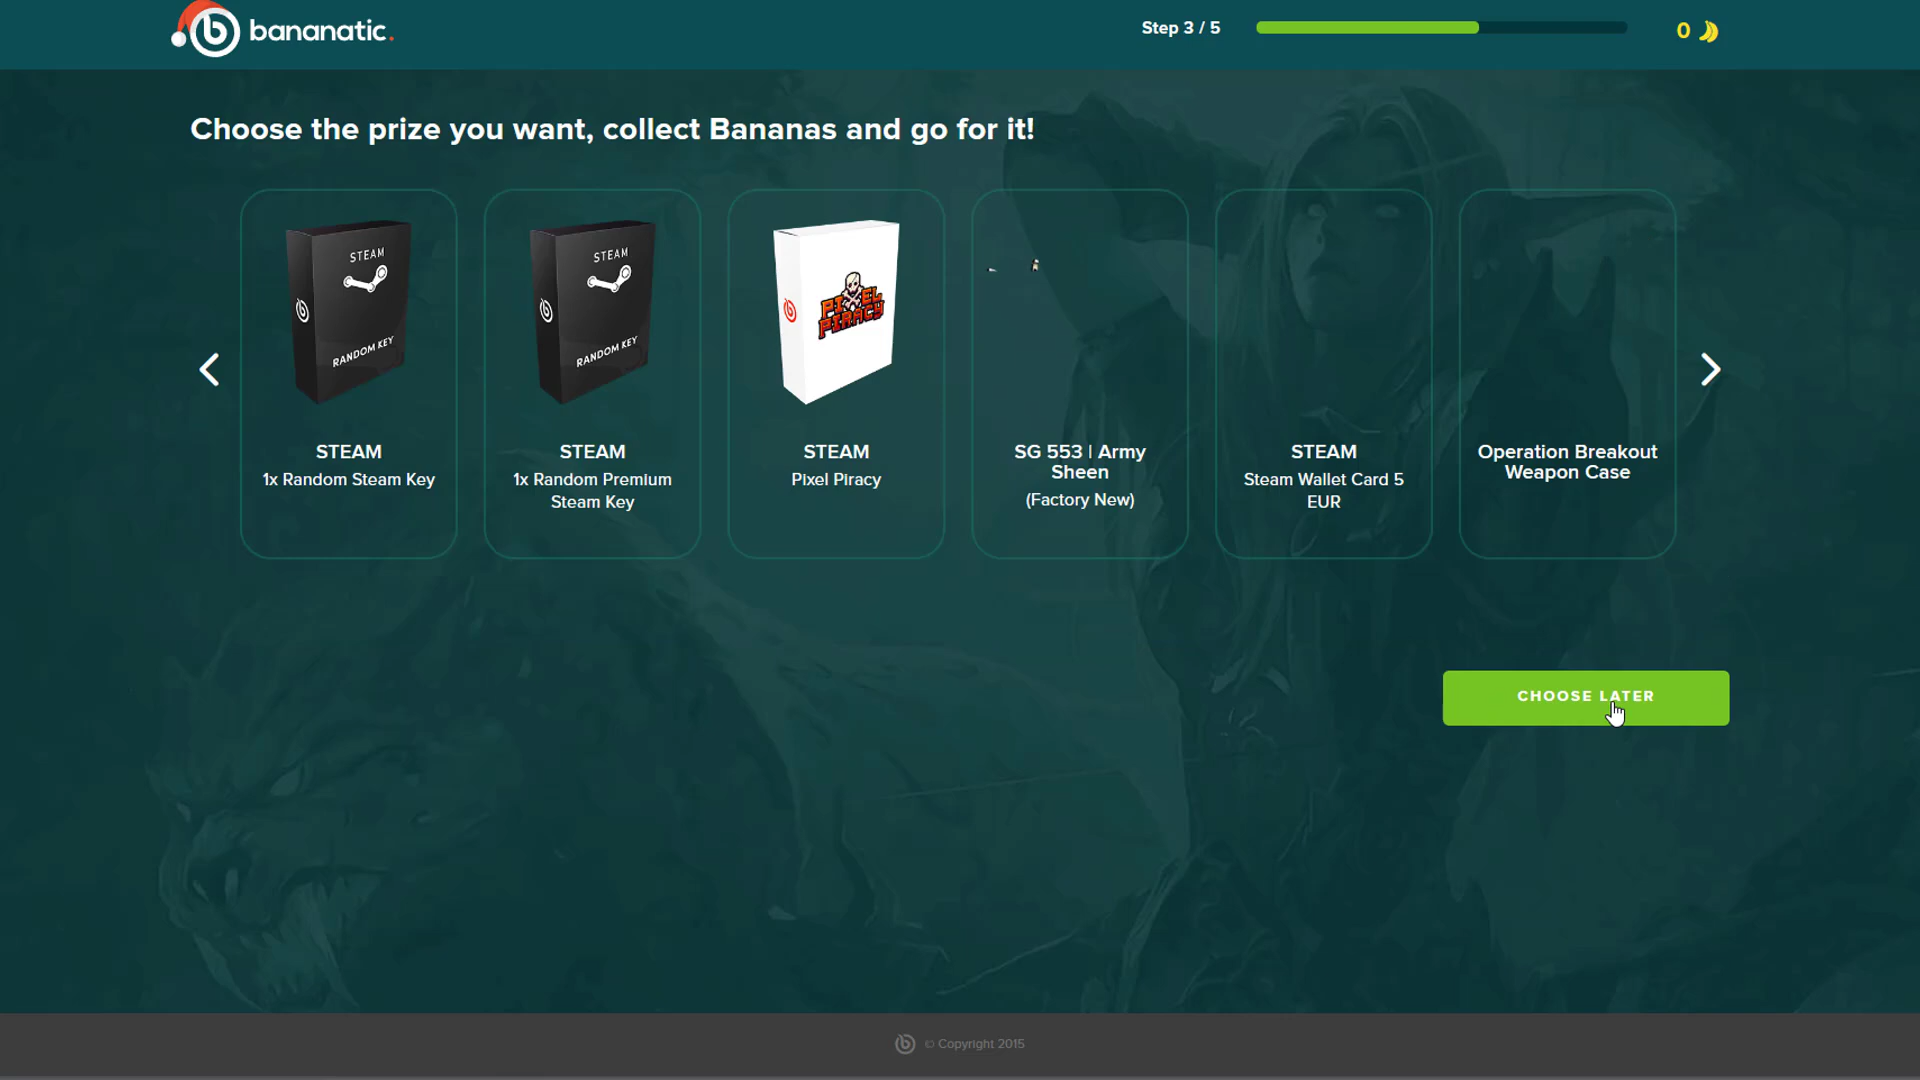 bananatic.
Step 3 / 5
0
Choose the prize you want, collect Bananas and go for it!
STEAM
RANDOM KEY
STEAM
1x Random Steam Key
STEAM
RANDOM KEY
STEAM
1x Random Premium
Steam Key
PIXEL
PIRACY
STEAM
Pixel Piracy
SG 553 | Army
Sheen
(Factory New)
STEAM
Steam Wallet Card 5
EUR
Operation Breakout
Weapon Case
CHOOSE LATER
© Copyright 2015